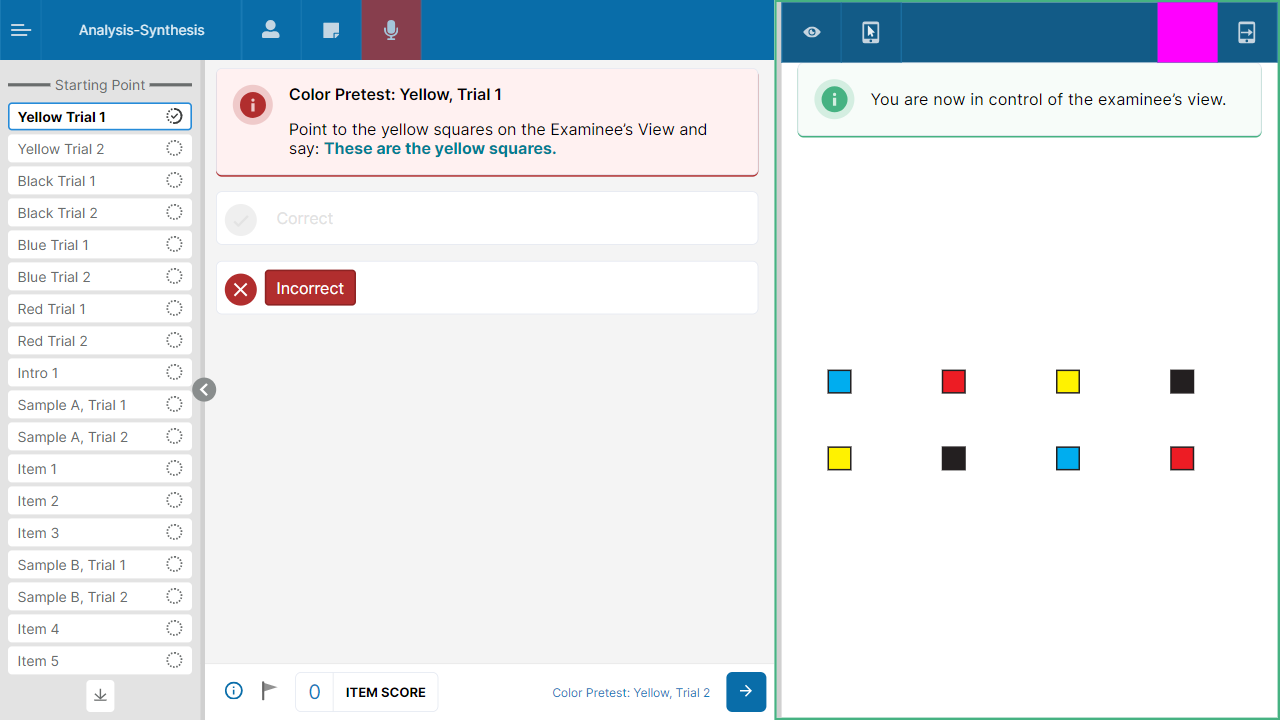 Analysis-Synthesis
Starting Point
Yellow Trial 1
Yellow Trial 2
Black Trial 1
Black Trial 2
Blue Trial 1
Blue Trial 2
Red Trial 1
Red Trial 2
Intro 1
Sample A, Trial 1
Sample A, Trial 2
Item 1
Item 2
Item 3
Sample B, Trial 1
Sample B, Trial 2
Item 4
Item 5
Color Pretest: Yellow, Trial 1
Point to the yellow squares on the Examinee’s View and
say: These are the yellow squares.
Correct
Incorrect
0 ITEM SCORE
Color Pretest: Yellow, Trial 2
You are now in control of the examinee’s view.